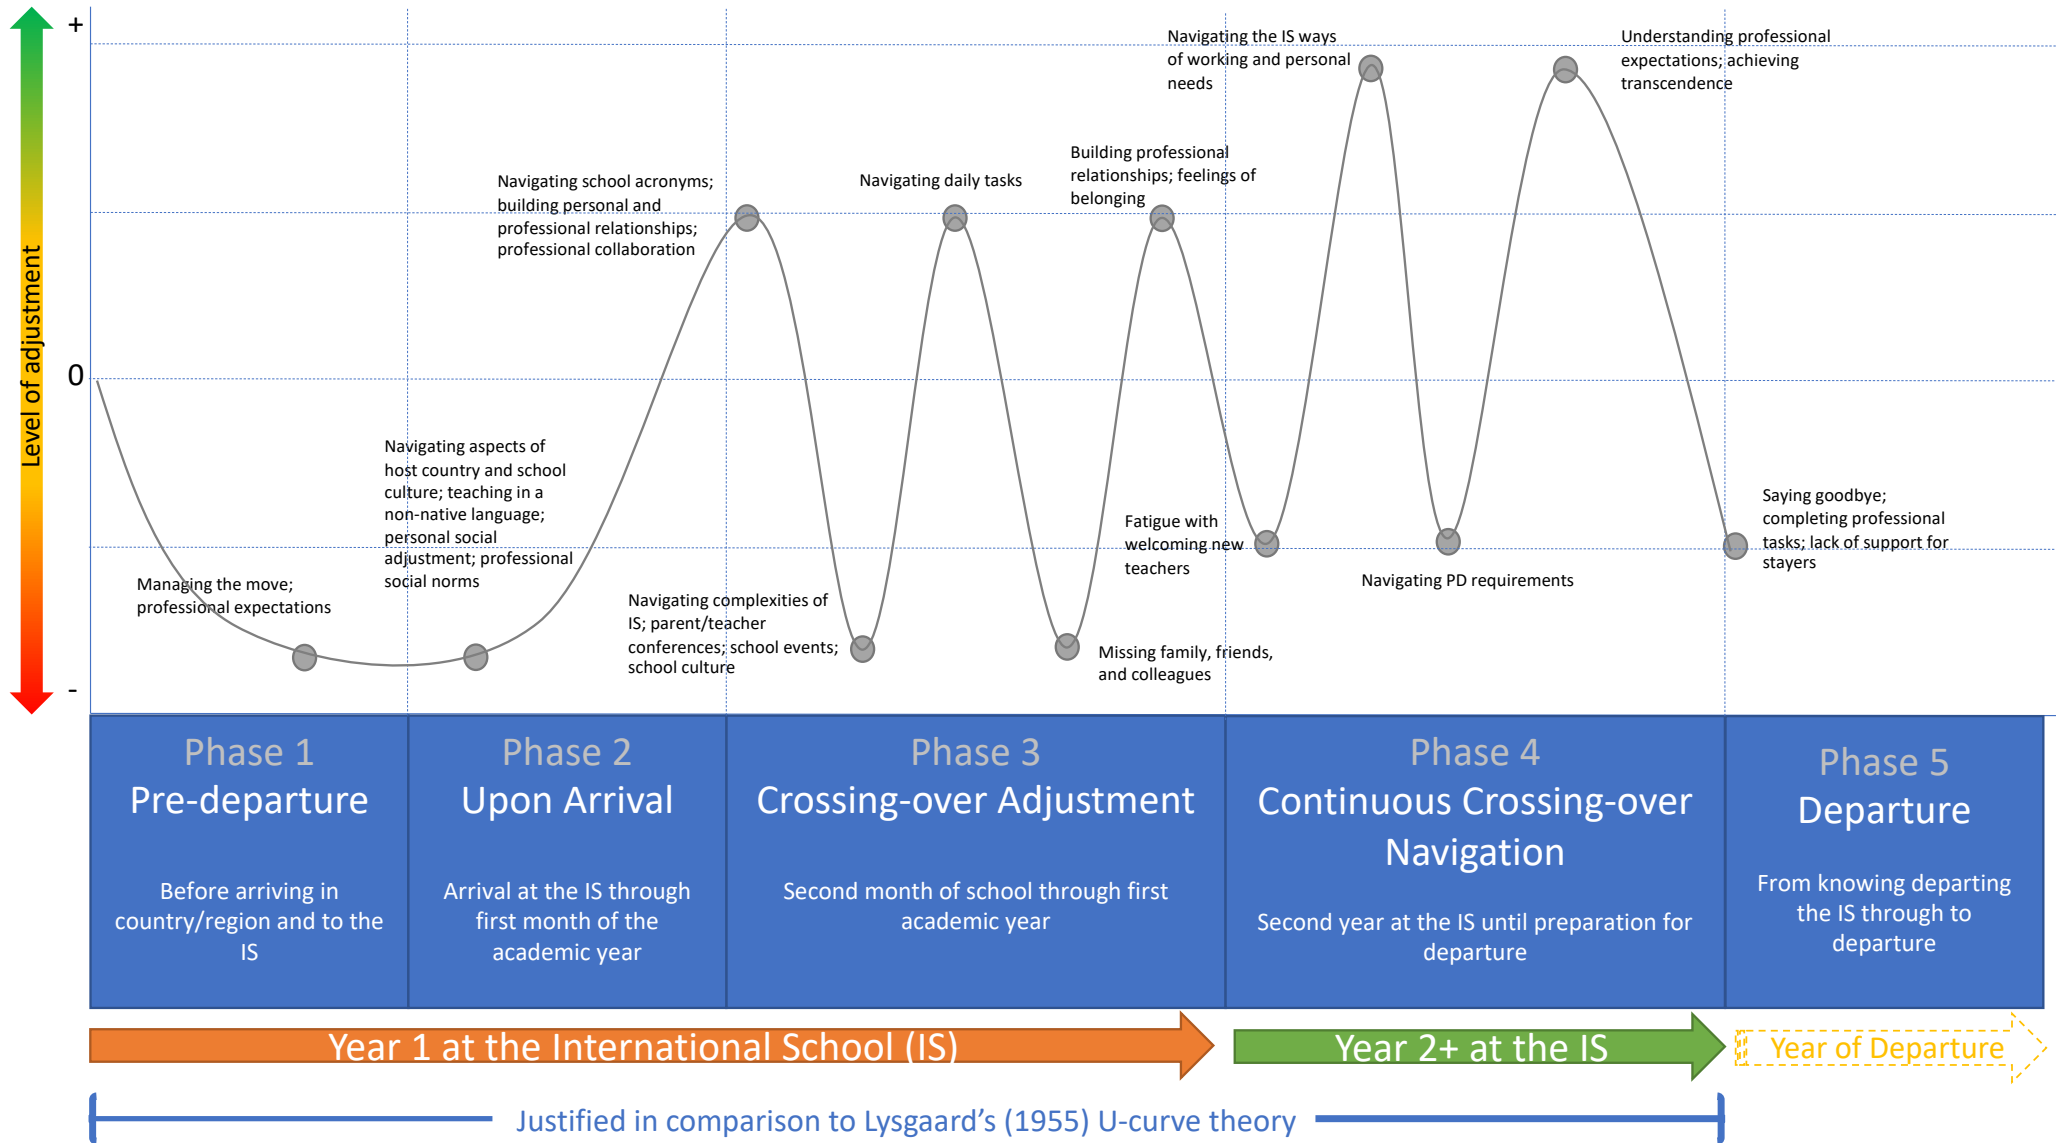 +
0
-
Level of adjustment
Managing the move;
professional expectations
Navigating aspects of
host country and school
culture; teaching in a
non-native language;
personal social
adjustment; professional
social norms
Navigating school acronyms;
building personal and
professional relationships;
professional collaboration
Navigating complexities of
IS; parent/teacher
conferences; school events;
school culture
Navigating daily tasks
Missing family, friends,
and colleagues
Building professional
relationships; feelings of
belonging
Fatigue with
welcoming new
teachers
Navigating the IS ways
of working and personal
needs
Navigating PD requirements
Understanding professional
expectations; achieving
transcendence
Saying goodbye;
completing professional
tasks; lack of support for
stayers
Phase 1
Pre-departure
Before arriving in
country/region and to the
IS
Phase 2
Upon Arrival
Arrival at the IS through
first month of the
academic year
Phase 3
Crossing-over Adjustment
Second month of school through first
academic year
Phase 4
Continuous Crossing-over
Navigation
Second year at the IS until preparation for
departure
Phase 5
Departure
From knowing departing
the IS through to
departure
Year 1 at the International School (IS)
Year 2+ at the IS
Year of Departure
Justified in comparison to Lysgaard’s (1955) U-curve theory